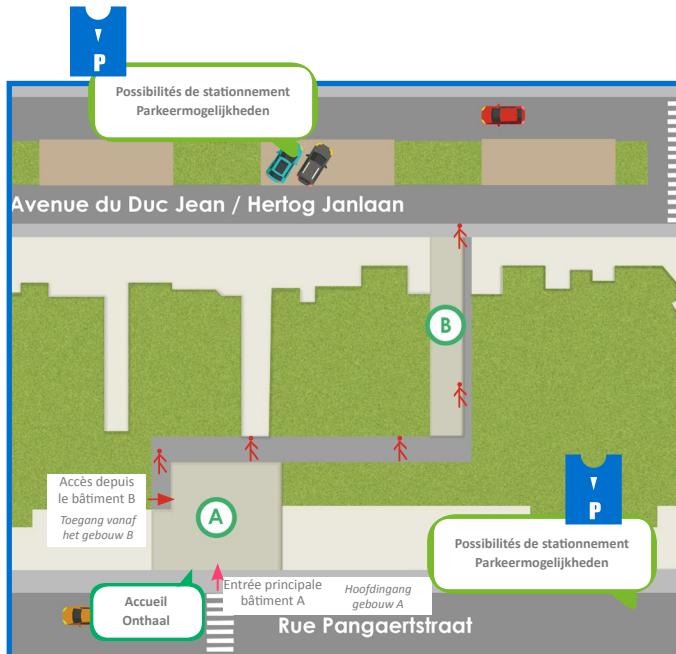 P
Possibilités de stationnement
Parkeermogelijkheden
Avenue du Duc Jean / Hertog Janlaan
B
Accès depuis
le bâtiment B
Toegang vanaf
het gebouw B
A
P
Possibilités de stationnement
Parkeermogelijkheden
Accueil
Onthaal
Entrée principale
bâtiment A
Hoofdingang
gebouw A
Rue Pangaertstraat